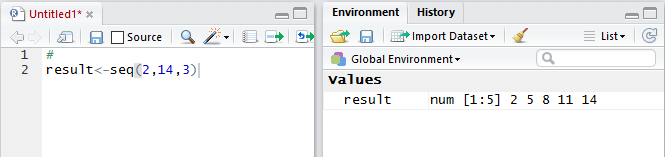 Untitled1*
Source
1 #
2 result<-seq(2,14,3)
Environment History
Import Dataset List
Global Environment
Values
result num [1:5] 2 5 8 11 14